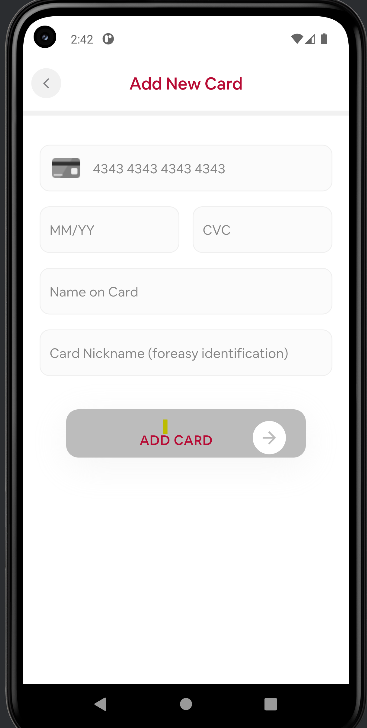 2:42
Add New Card
4343 4343 4343 4343
MM/YY
CVC
Name on Card
Card Nickname (foreasy identification)
ADD CARD